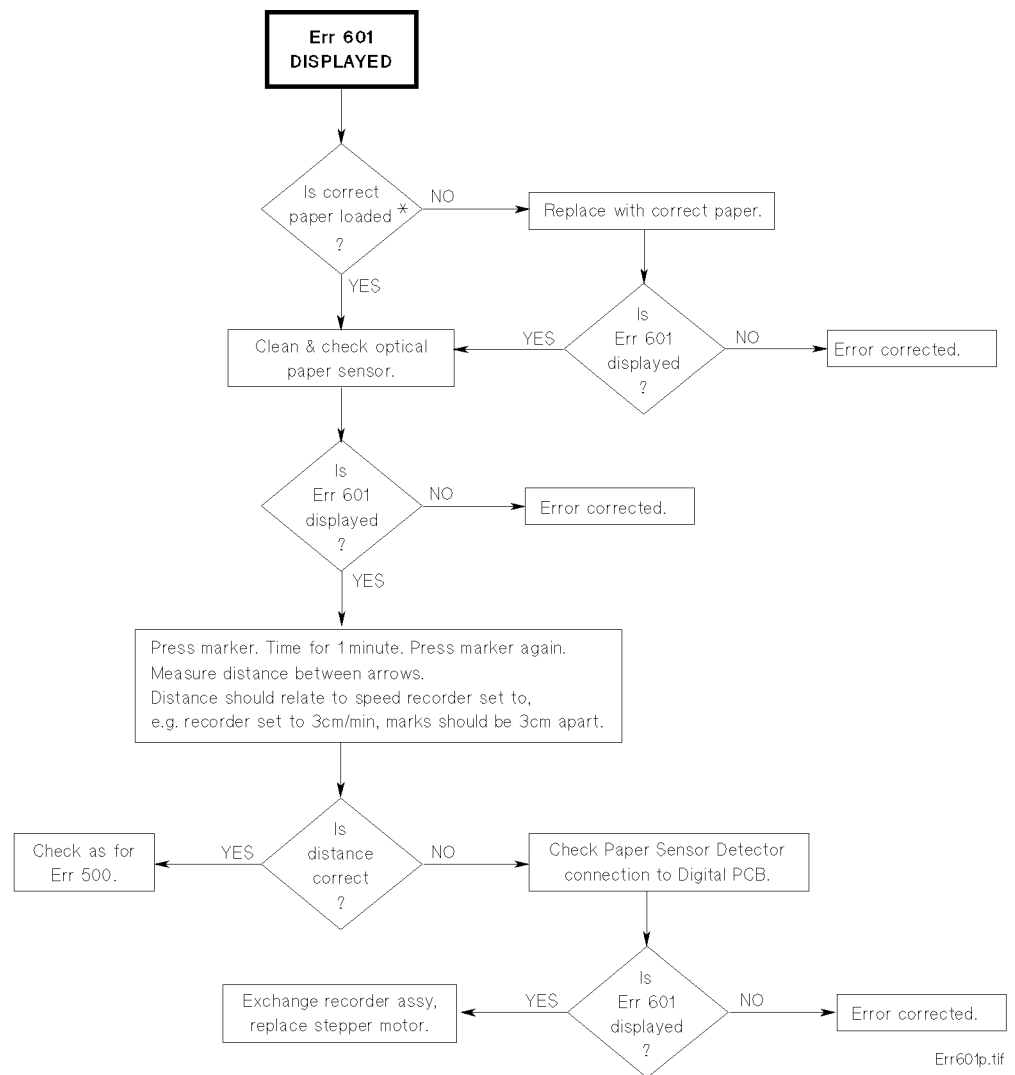 Err 601
DISPLAYED
Is correct
paper loaded *
?
NO
Replace with correct paper.
YES
Is
Err 601
displayed
?
YES
NO
Error corrected.
Clean & check optical
paper sensor.
Is
Err 601
displayed
?
NO
Error corrected.
YES
Press marker. Time for 1 minute. Press marker again.
Measure distance between arrows.
Distance should relate to speed recorder set to,
e.g. recorder set to 3cm/min, marks should be 3cm apart.
Is
distance
correct
?
YES
Check as for
Err 500.
NO
Check Paper Sensor Detector
connection to Digital PCB.
Is
Err 601
displayed
?
YES
Exchange recorder assy,
replace stepper motor.
NO
Error corrected.
Err601p.tif